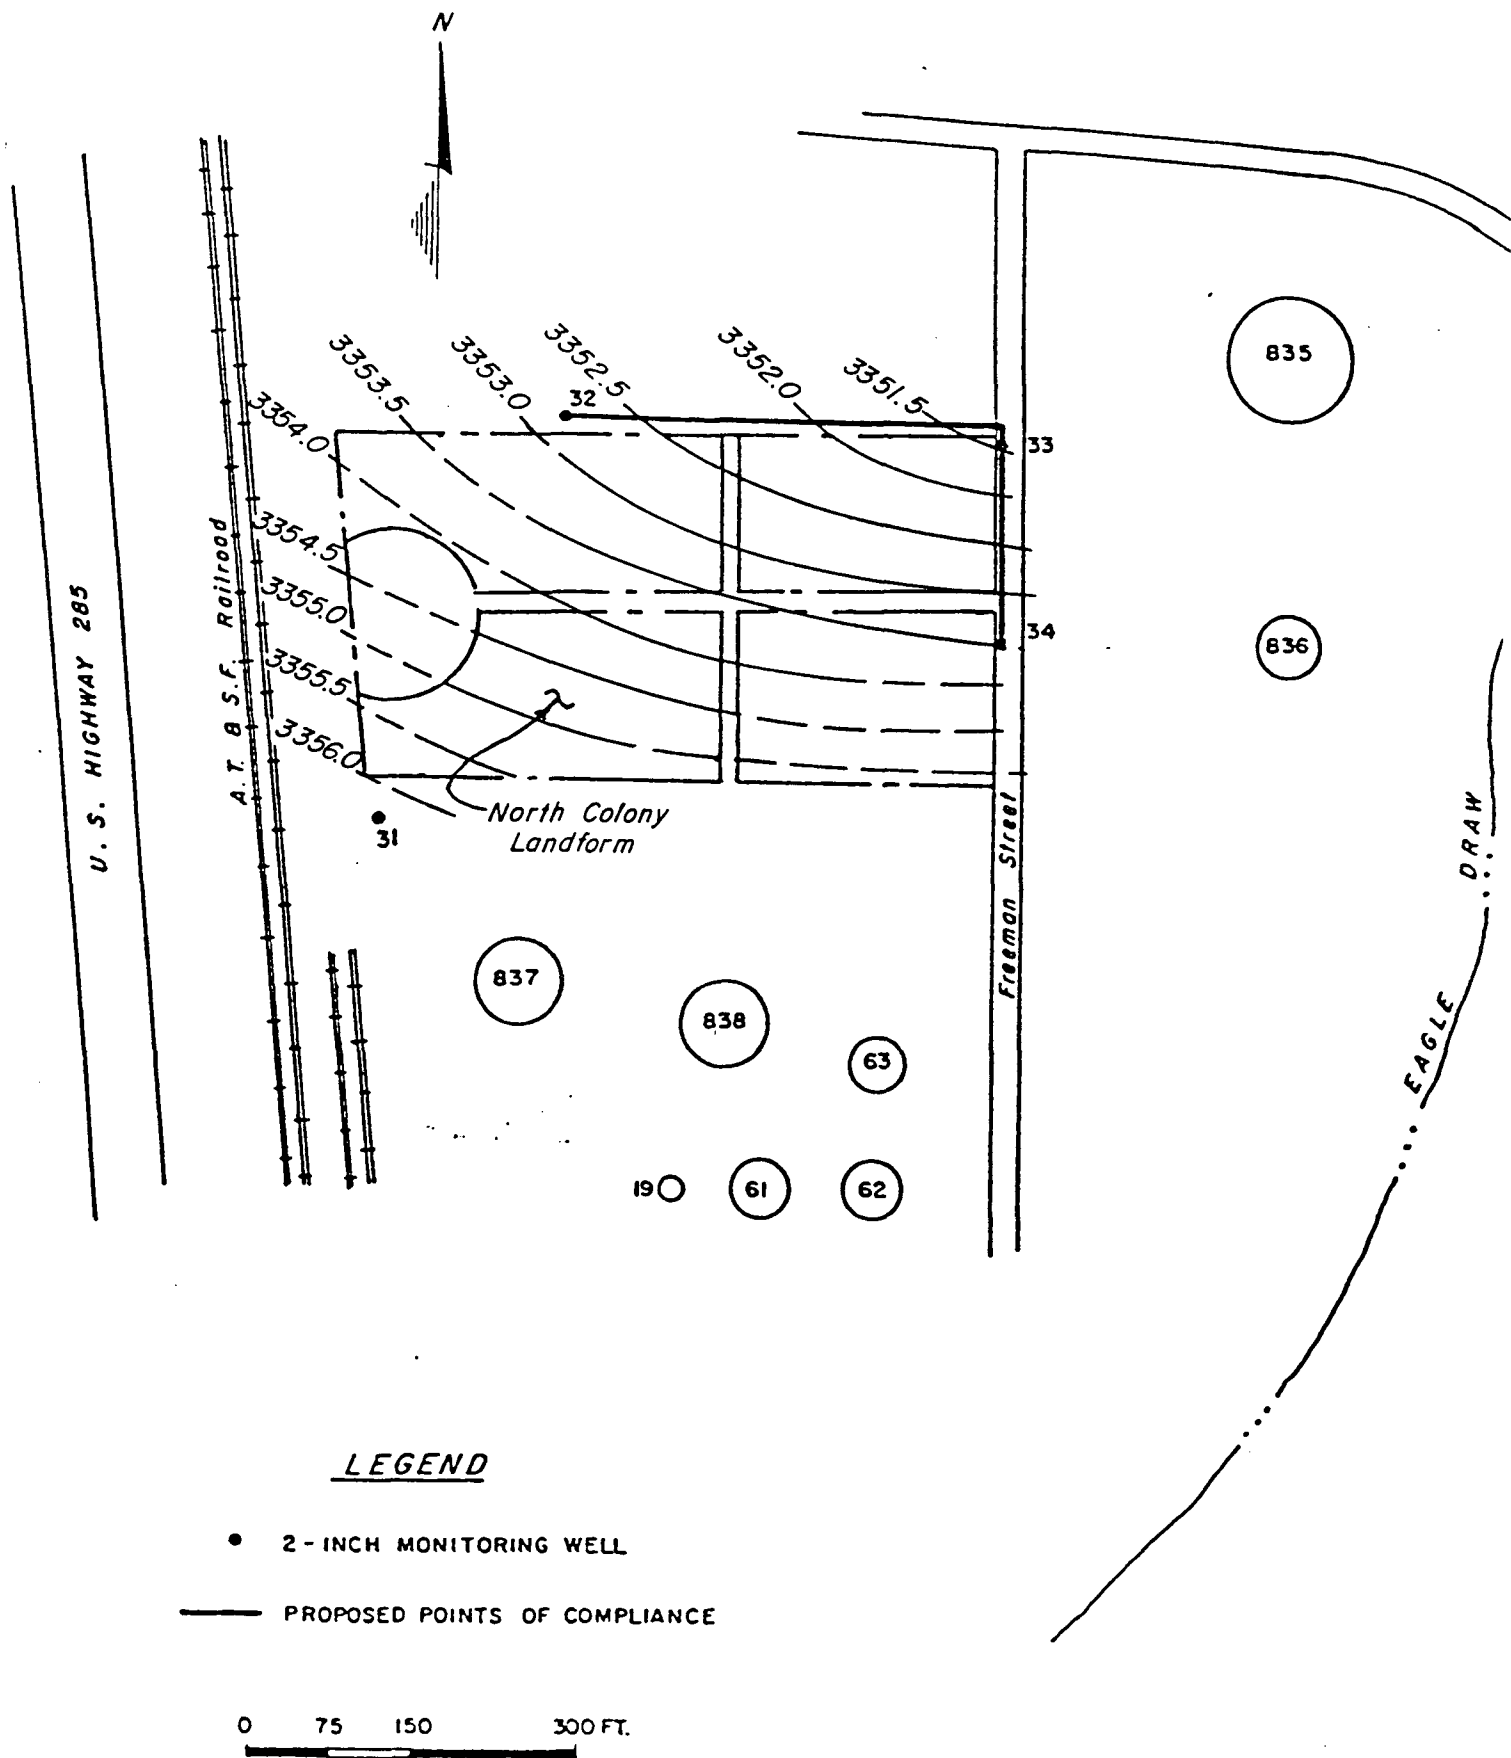 N
835
3352.5
3352.0
3353.0
3353.5
3351.5
32
3354.0
33
3354.5
3355.0
34
836
3355.5
3356.0
U. S. HIGHWAY 285
A. T. & S. F. Railroad
North Colony
Landform
31
Freeman Street
EAGLE DRAW
837
838
63
19
61
62
LEGEND
2-INCH MONITORING WELL
PROPOSED POINTS OF COMPLIANCE
0 75 150 300 FT.